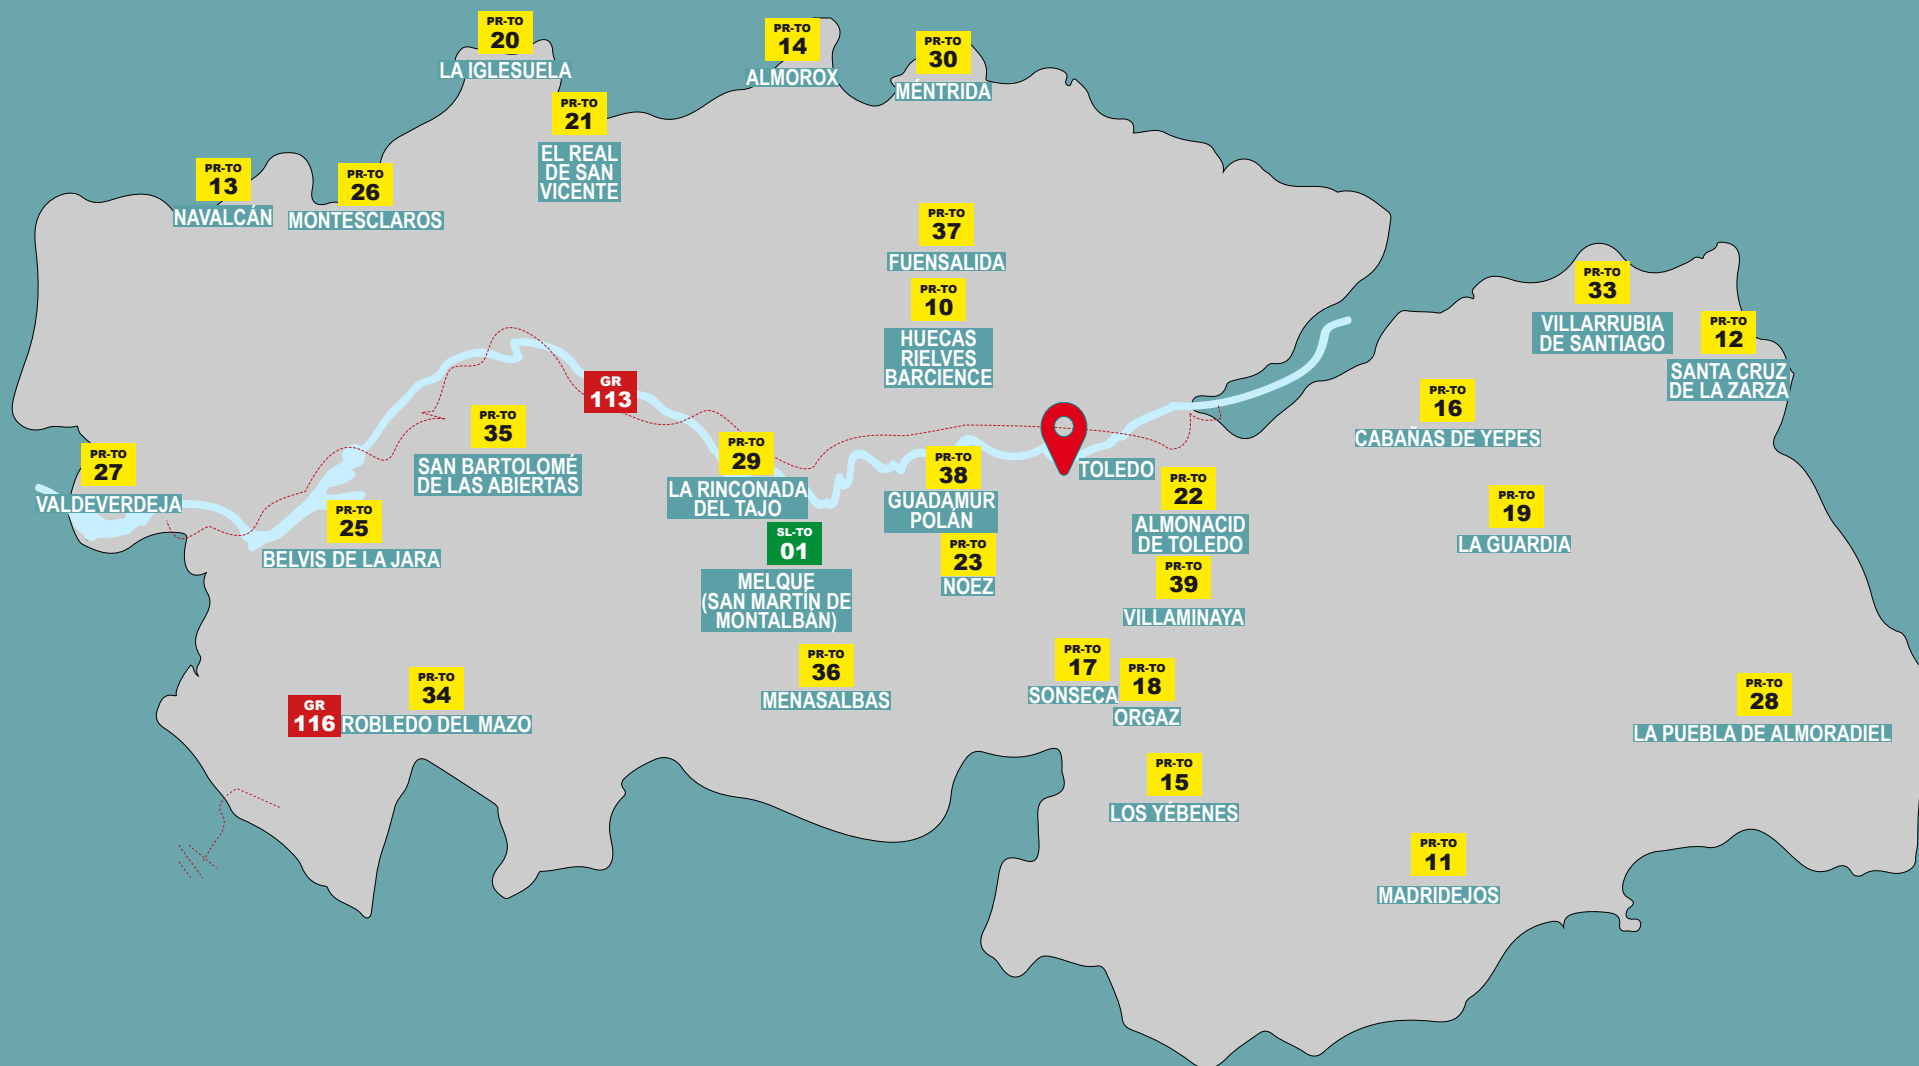 PR-TO
20
LA IGLESUELA
PR-TO
14
ALMOROX
PR-TO
30
MÉNTRIDA
PR-TO
21
EL REAL
DE SAN
VICENTE
PR-TO
13
NAVALCÁN
PR-TO
26
MONTESCLAROS
PR-TO
37
FUENSALIDA
PR-TO
10
HUECAS
RIELVES
BARCIENCE
PR-TO
33
VILLARRUBIA
DE SANTIAGO
PR-TO
12
SANTA CRUZ
DE LA ZARZA
GR
113
PR-TO
16
CABAÑAS DE YEPES
PR-TO
35
SAN BARTOLOMÉ
DE LAS ABIERTAS
PR-TO
27
VALDEVERDEJA
PR-TO
29
LA RINCONADA
DEL TAJO
PR-TO
38
GUADAMUR
POLÁN
TOLEDO
PR-TO
22
ALMONACID
DE TOLEDO
PR-TO
19
LA GUARDIA
PR-TO
25
BELVIS DE LA JARA
SL-TO
01
MELQUE
(SAN MARTÍN DE
MONTALBÁN)
PR-TO
23
NOEZ
PR-TO
39
VILLAMINAYA
PR-TO
36
MENASALBAS
PR-TO
17
SONSECA
PR-TO
18
ORGAZ
PR-TO
34
ROBLEDO DEL MAZO
GR
116
PR-TO
28
LA PUEBLA DE ALMORADIEL
PR-TO
15
LOS YÉBENES
PR-TO
11
MADRIDEJOS